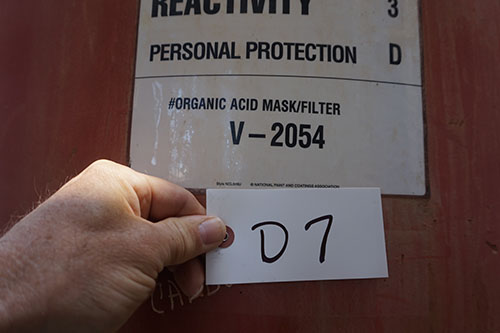 REACTIVITY 3
PERSONAL PROTECTION D
#ORGANIC ACID MASK/FILTER
V-2054
© NATIONAL PAINT AND COATINGS ASSOCIATION
D7